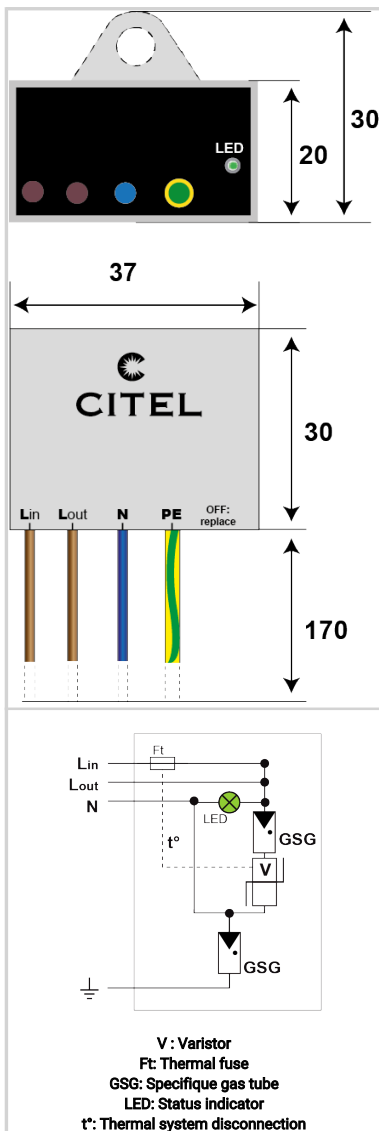 30
LED
20
37
CITEL
30
Lin Lout N PE OFF: replace
170
Ft
Lin
Lout
N
LED
GSG
t°
V
GSG
V : Varistor
Ft: Thermal fuse
GSG: Specifique gas tube
LED: Status indicator
t°: Thermal system disconnection